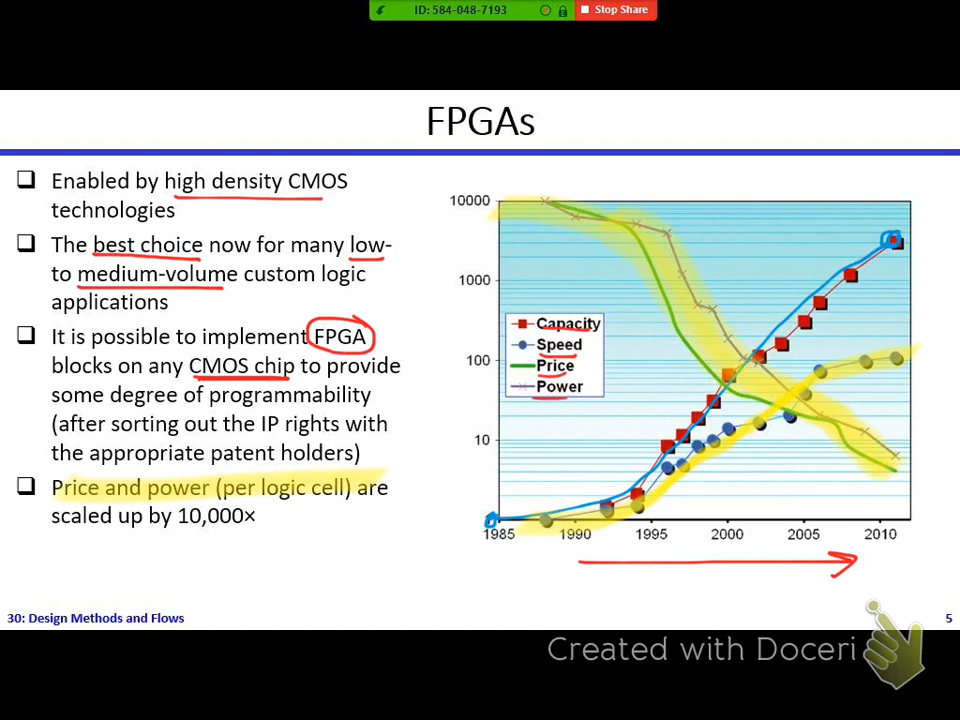 ID: 584-048-7193
Stop Share
FPGAs
❑ Enabled by high density CMOS
technologies
❑ The best choice now for many low-
to medium-volume custom logic
applications
❑ It is possible to implement FPGA
blocks on any CMOS chip to provide
some degree of programmability
(after sorting out the IP rights with
the appropriate patent holders)
❑ Price and power (per logic cell) are
scaled up by 10,000×
10000
1000
100
10
Capacity
Speed
Price
Power
1985 1990 1995 2000 2005 2010
30: Design Methods and Flows
5
Created with Doceri